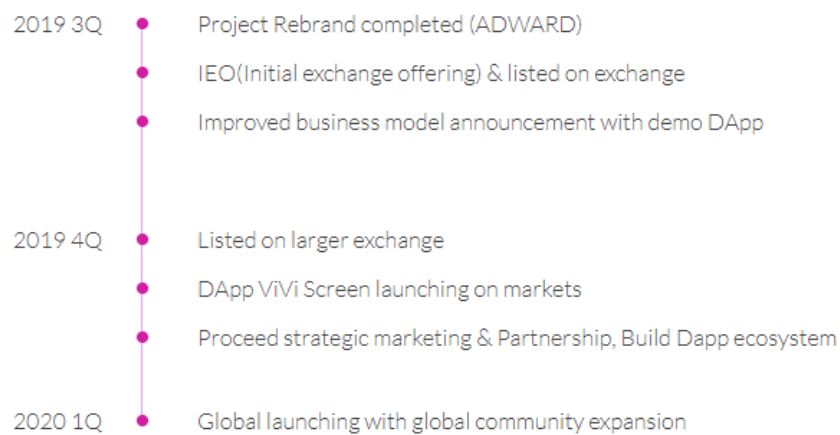 2019 3Q Project Rebrand completed (ADWARD)
IEO(Initial exchange offering) & listed on exchange
Improved business model announcement with demo DApp
2019 4Q Listed on larger exchange
DApp ViVi Screen launching on markets
Proceed strategic marketing & Partnership, Build Dapp ecosystem
2020 1Q Global launching with global community expansion